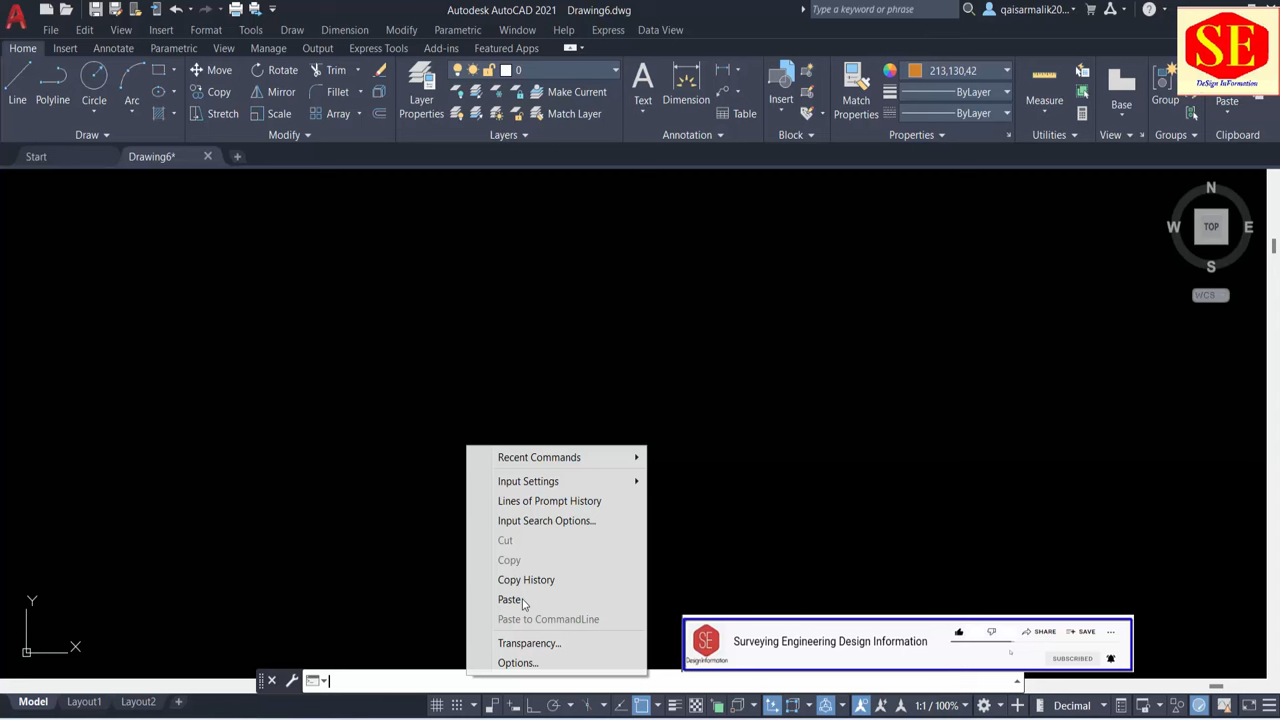 Autodesk AutoCAD 2021 Drawing6.dwg
Type a keyword or phrase
qaisarmalik20...
File Edit View Insert Format Tools Draw Dimension Modify Parametric Window Help Express Data View
Home Insert Annotate Parametric View Manage Output Express Tools Add-ins Featured Apps
SE
DeSign InFormation
Line Polyline Circle Arc
Move Rotate Trim
Copy Mirror Fillet
Stretch Scale Array
Layer Properties
0
Make Current
Match Layer
Text Dimension
Table
Insert
Match Properties
213,130,42
ByLayer
ByLayer
Measure
Base
Group
Paste
Draw Modify Layers Annotation Block Properties Utilities View Groups Clipboard
Start Drawing6*
N
W TOP E
S
WCS
Recent Commands
Input Settings
Lines of Prompt History
Input Search Options...
Cut
Copy
Copy History
Paste
Paste to CommandLine
Transparency...
Options...
Y
X
SE
DesignInformation
Surveying Engineering Design Information
SHARE SAVE
SUBSCRIBED
Model Layout1 Layout2
1:1 / 100%
Decimal